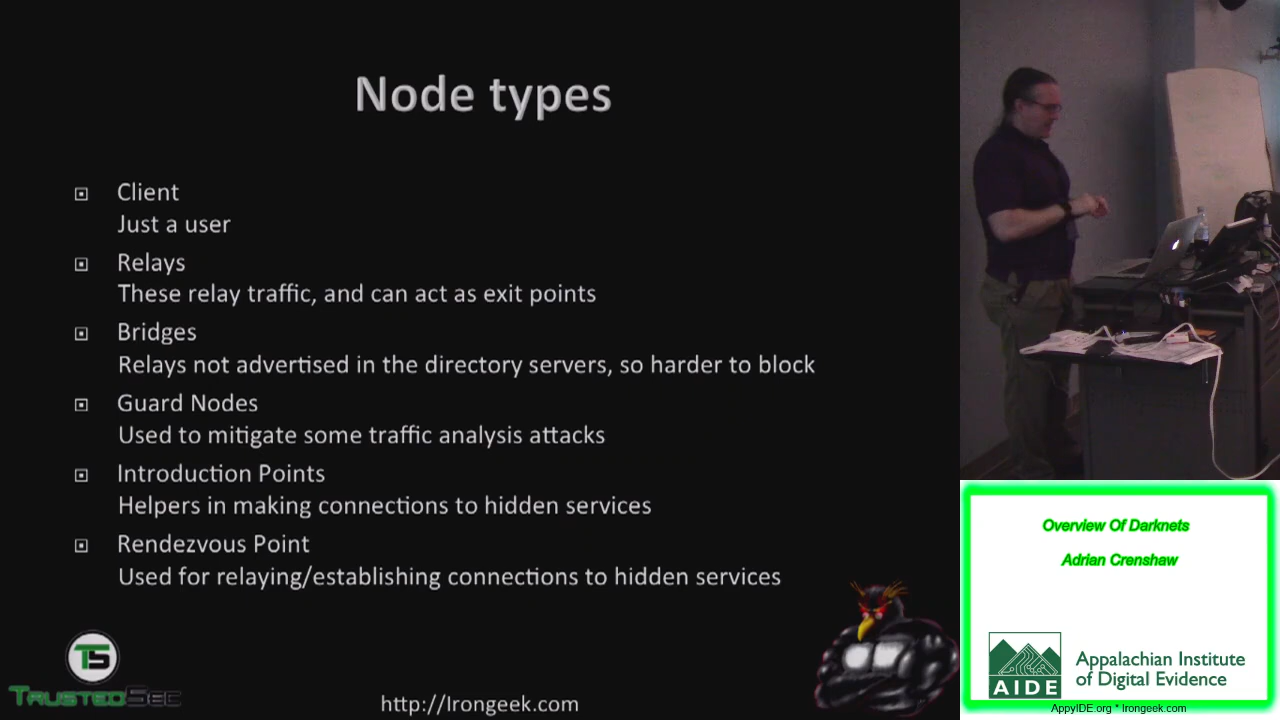 Node types
Client
Just a user
Relays
These relay traffic, and can act as exit points
Bridges
Relays not advertised in the directory servers, so harder to block
Guard Nodes
Used to mitigate some traffic analysis attacks
Introduction Points
Helpers in making connections to hidden services
Rendezvous Point
Used for relaying/establishing connections to hidden services
TS
TRUSTEDSEC
http://Irongeek.com
Overview Of Darknets
Adrian Crenshaw
AIDE
Appalachian Institute
of Digital Evidence
AppyIDE.org * Irongeek.com